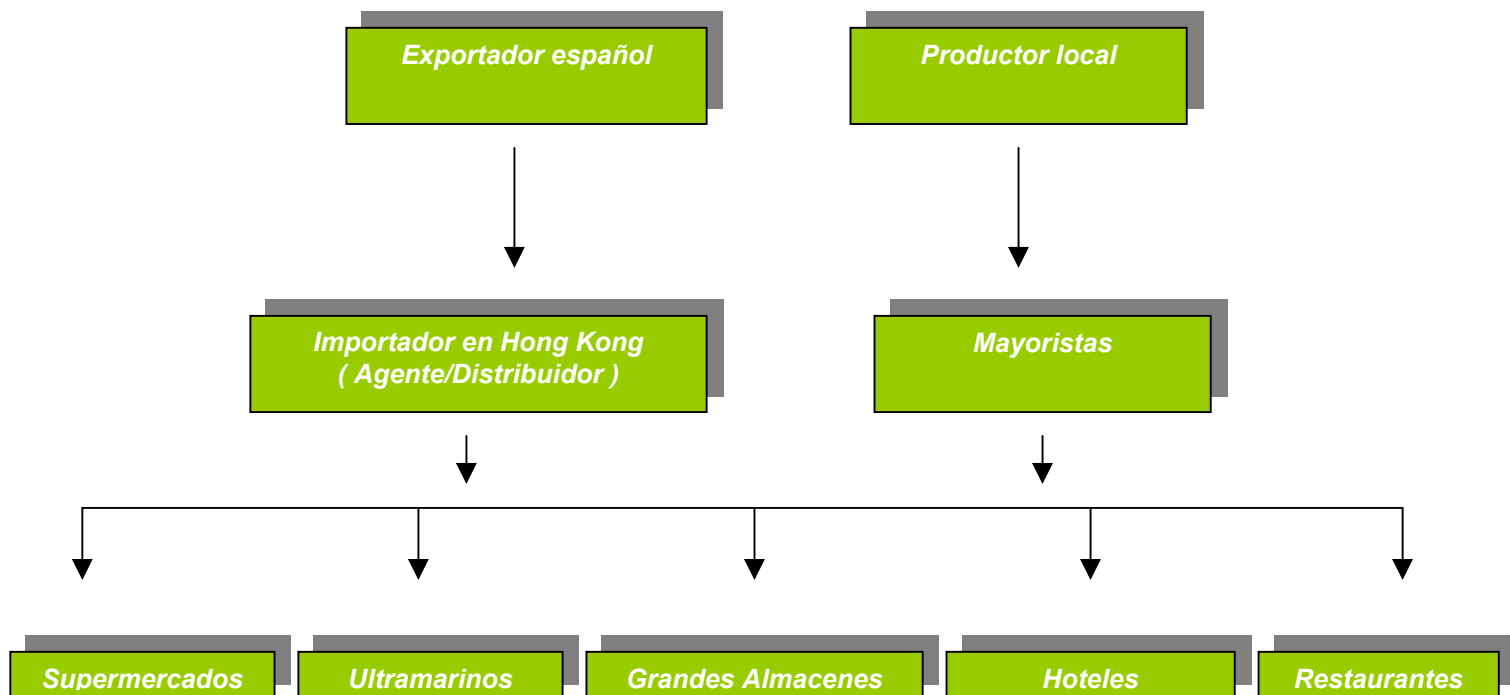 Exportador español
Productor local
Importador en Hong Kong
( Agente/Distribuidor )
Mayoristas
Supermercados
Ultramarinos
Grandes Almacenes
Hoteles
Restaurantes